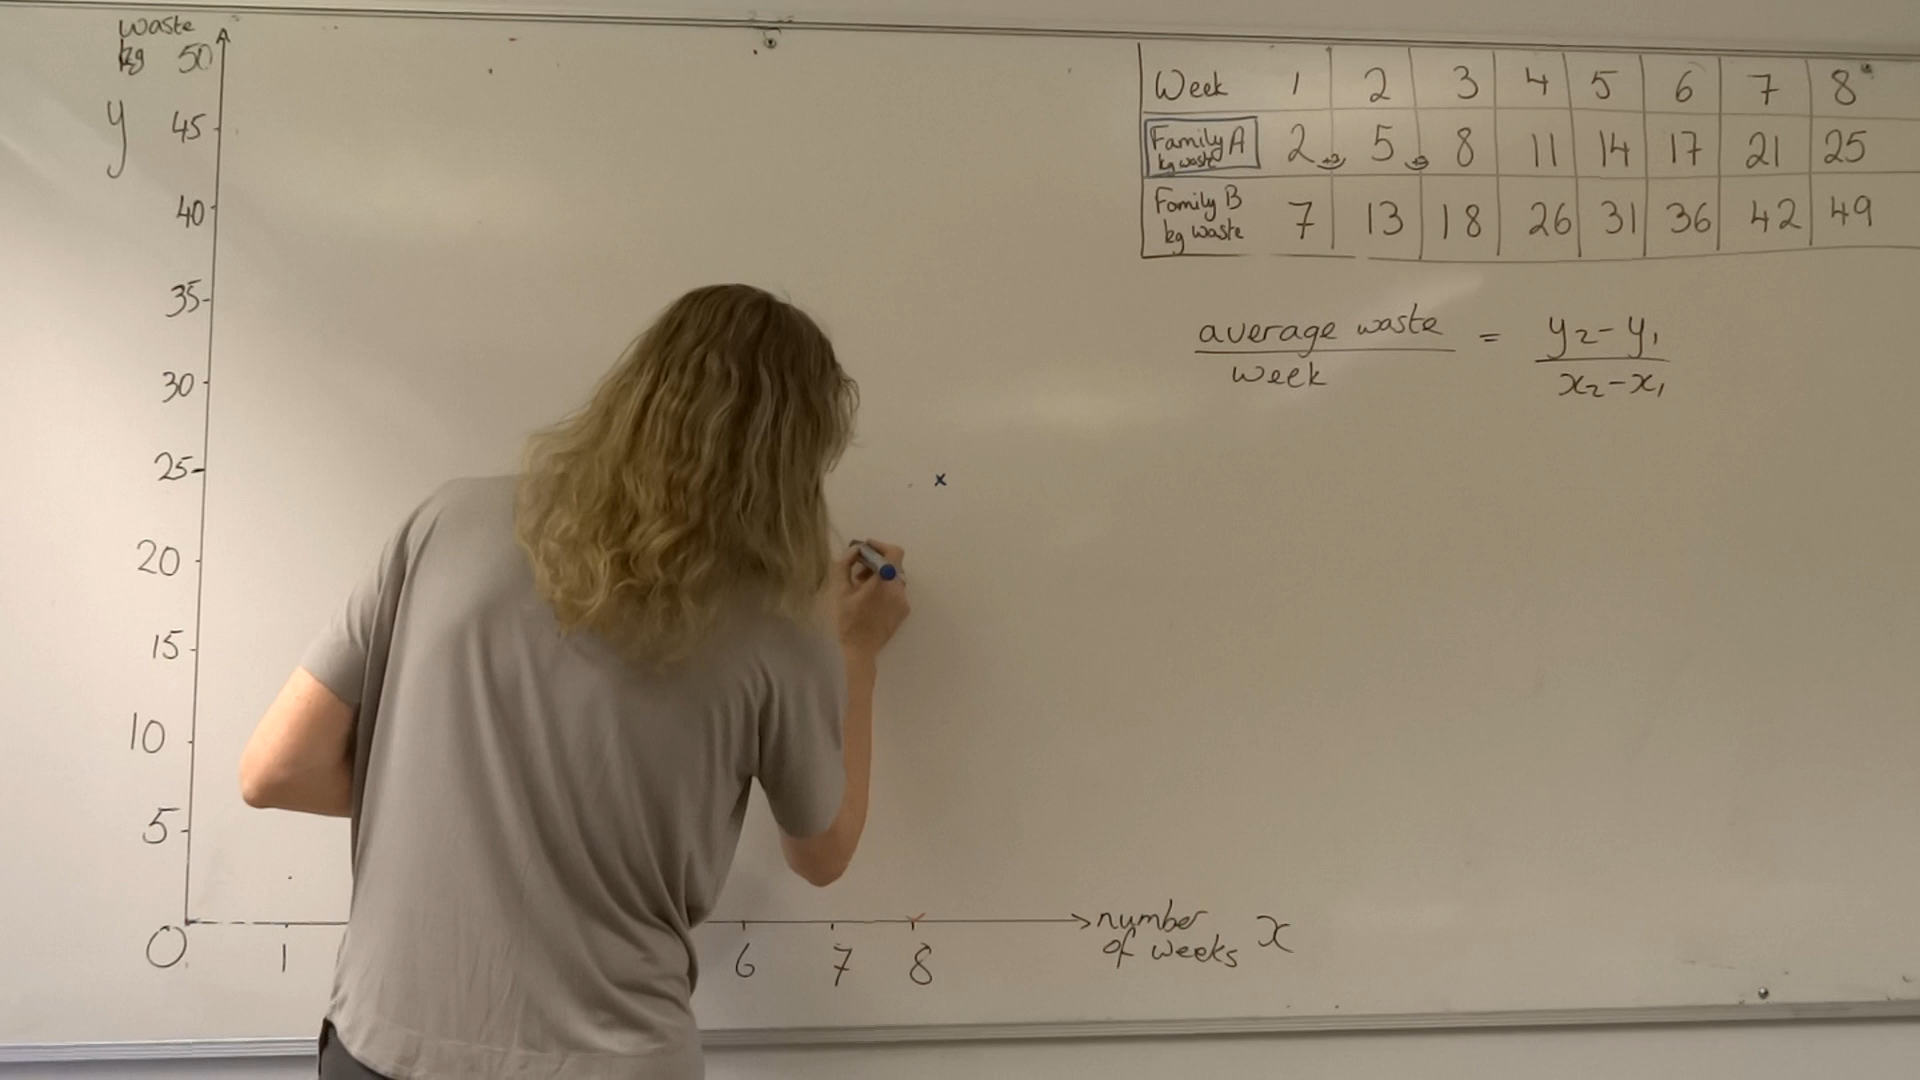 waste
kg
y
50
45
40
35
30
25
20
15
10
5
0
1
6 7 8
number
of weeks x
Week 1 2 3 4 5 6 7 8
Family A 2 5 8 11 14 17 21 25
kg waste
Family B 7 13 18 26 31 36 42 49
kg waste
average waste = y₂-y₁
week x₂-x₁